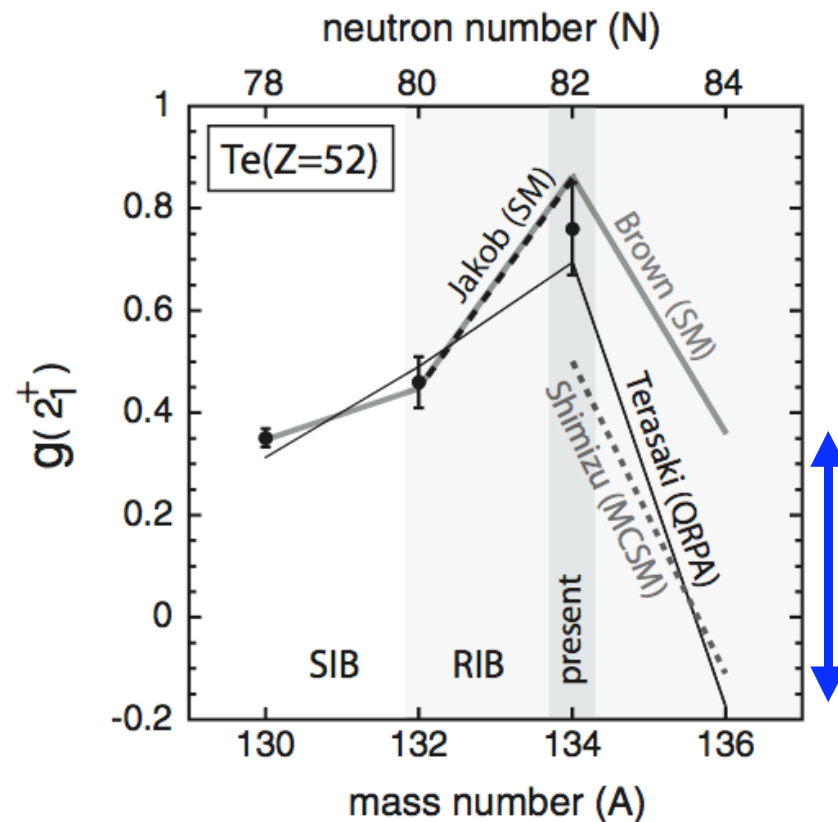 neutron number (N)
78 80 82 84
1
Te(Z=52)
0.8
0.6
0.4
0.2
0
-0.2
g(2₁⁺)
Jakob (SM)
Brown (SM)
Terasaki (QRPA)
Shimizu (MCSM)
SIB
RIB
present
130 132 134 136
mass number (A)